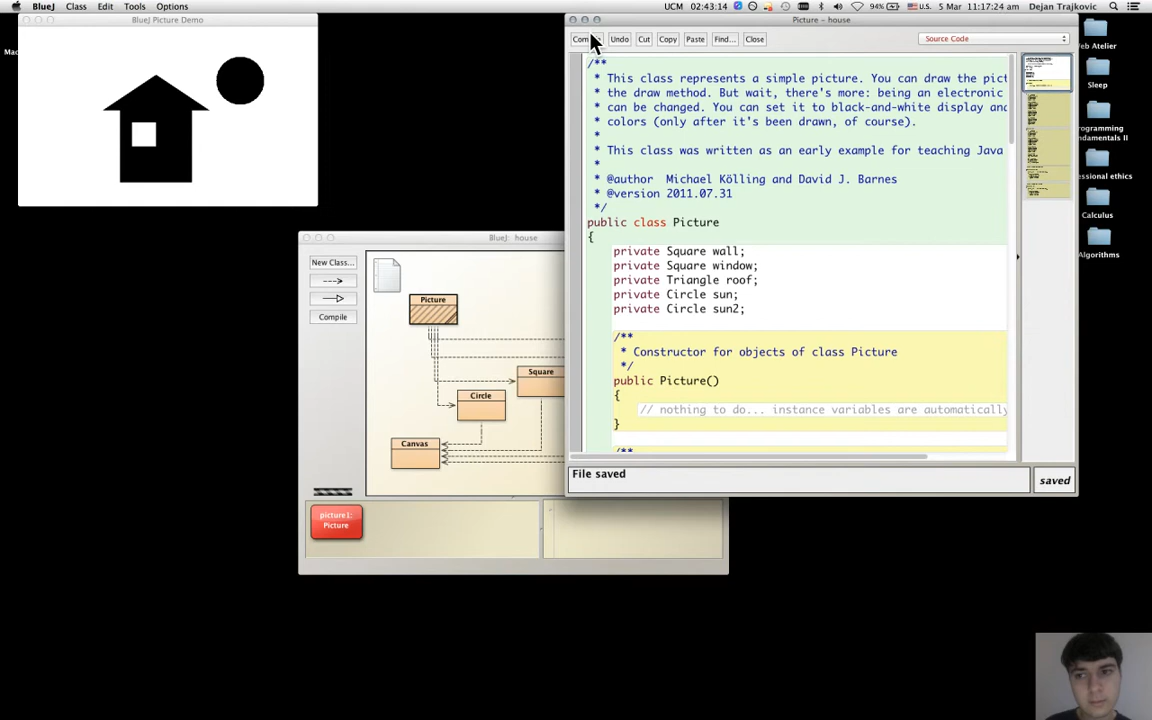 BlueJ Class Edit Tools Options
UCM 02:43:14 94% U.S. 5 Mar 11:17:24 am Dejan Trajkovic
BlueJ Picture Demo
Picture - house
Undo Cut Copy Paste Find... Close
Source Code
/**
* This class represents a simple picture. You can draw the pict
* the draw method. But wait, there's more: being an electronic
* can be changed. You can set it to black-and-white display and
* colors (only after it's been drawn, of course).
*
* This class was written as an early example for teaching Java
*
* @author Michael Kölling and David J. Barnes
* @version 2011.07.31
*/
public class Picture
{
private Square wall;
private Square window;
private Triangle roof;
private Circle sun;
private Circle sun2;
/**
* Constructor for objects of class Picture
*/
public Picture()
{
// nothing to do... instance variables are automatically
}
/**
File saved
saved
BlueJ: house
New Class...
Compile
Picture
Square
Circle
Canvas
picture1:
Picture
eb Atelier
Sleep
rogramming
ndamentals II
essional ethics
Calculus
Algorithms